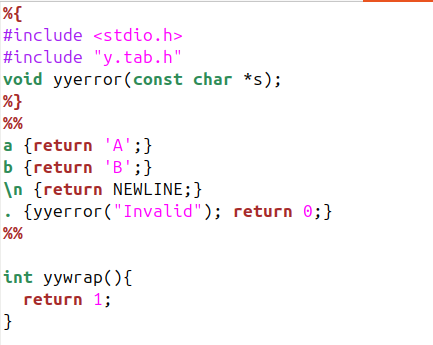 %{
#include <stdio.h>
#include "y.tab.h"
void yyerror(const char *s);
%}
%%
a {return 'A';}
b {return 'B';}
\n {return NEWLINE;}
. {yyerror("Invalid"); return 0;}
%%

int yywrap(){
  return 1;
}